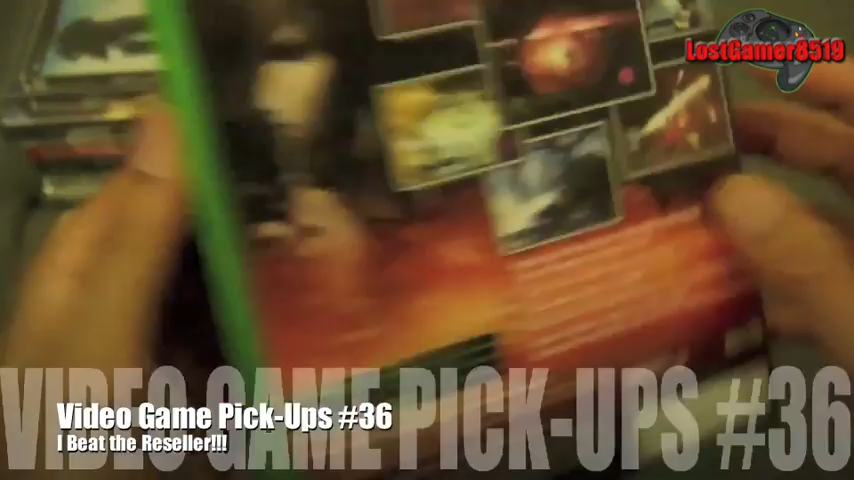 LostGamer8519
VIDEO GAME PICK-UPS #36
Video Game Pick-Ups #36
I Beat the Reseller!!!